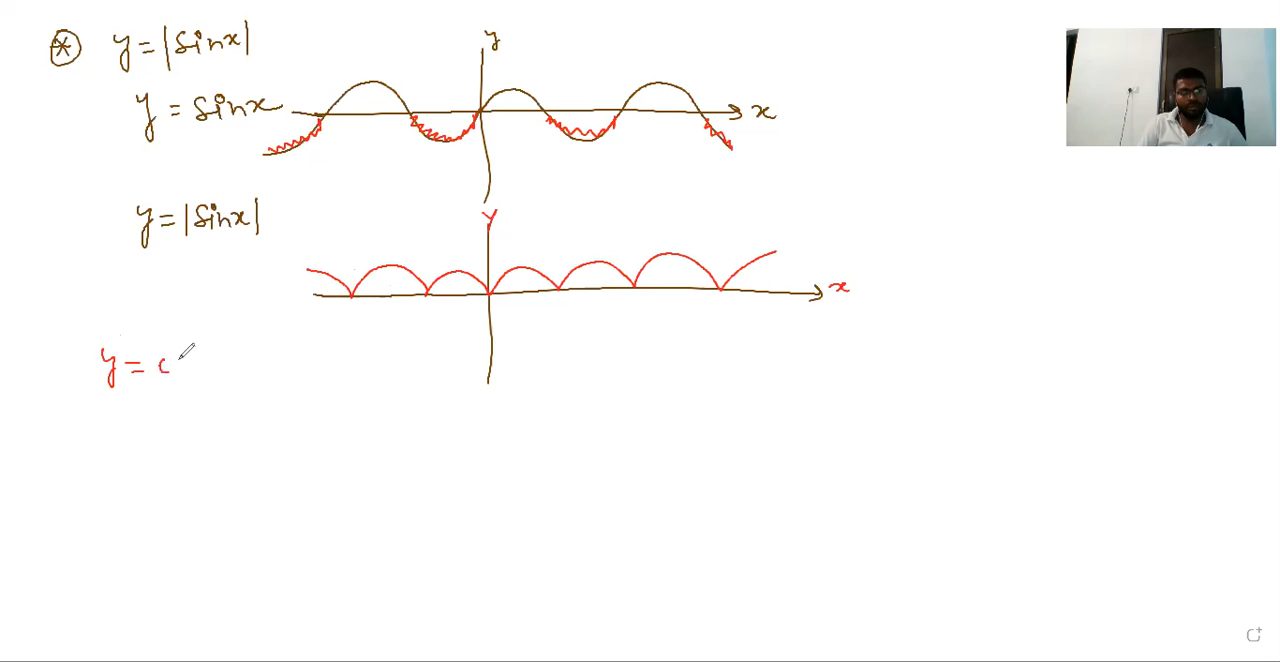 * y = |sinx|
y
y = sinx
x
y = |sinx|
y
x
y = c